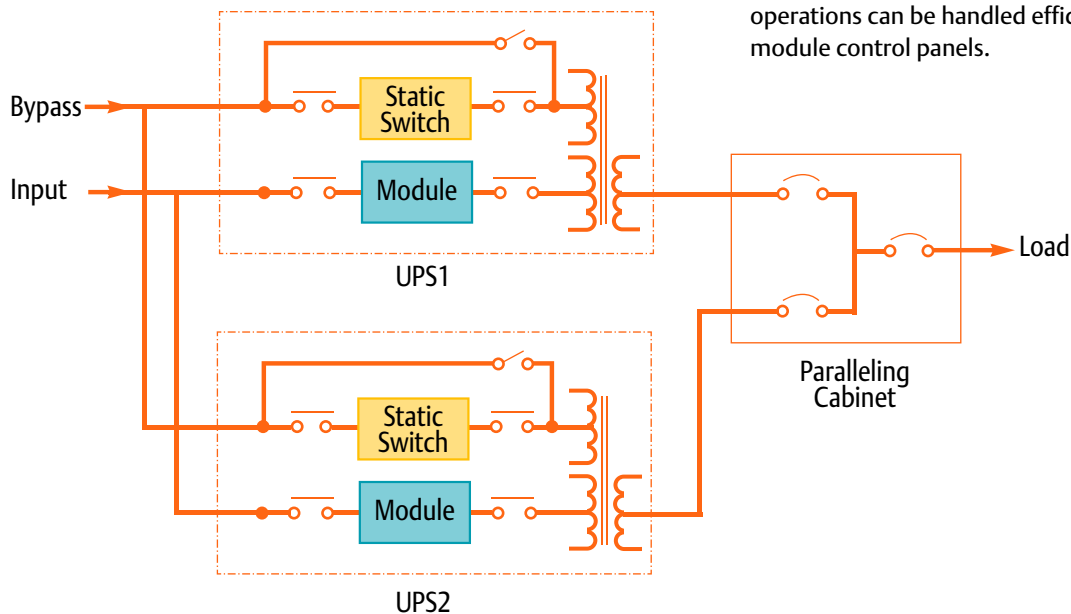 operations can be handled effic
module control panels.
Bypass
Static
Switch
Input
Module
UPS1
Load
Paralleling
Cabinet
Static
Switch
Module
UPS2